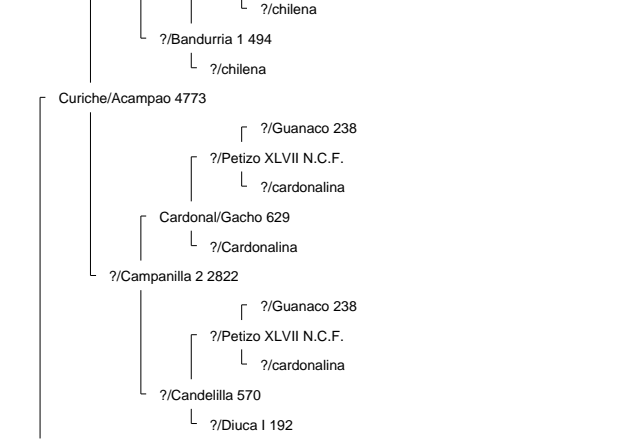 ?/chilena
?/Bandurria 1 494
?/chilena
Curiche/Acampao 4773
?/Guanaco 238
?/Petizo XLVII N.C.F.
?/cardonalina
Cardonal/Gacho 629
?/Cardonalina
?/Campanilla 2 2822
?/Guanaco 238
?/Petizo XLVII N.C.F.
?/cardonalina
?/Candelilla 570
?/Diuca I 192